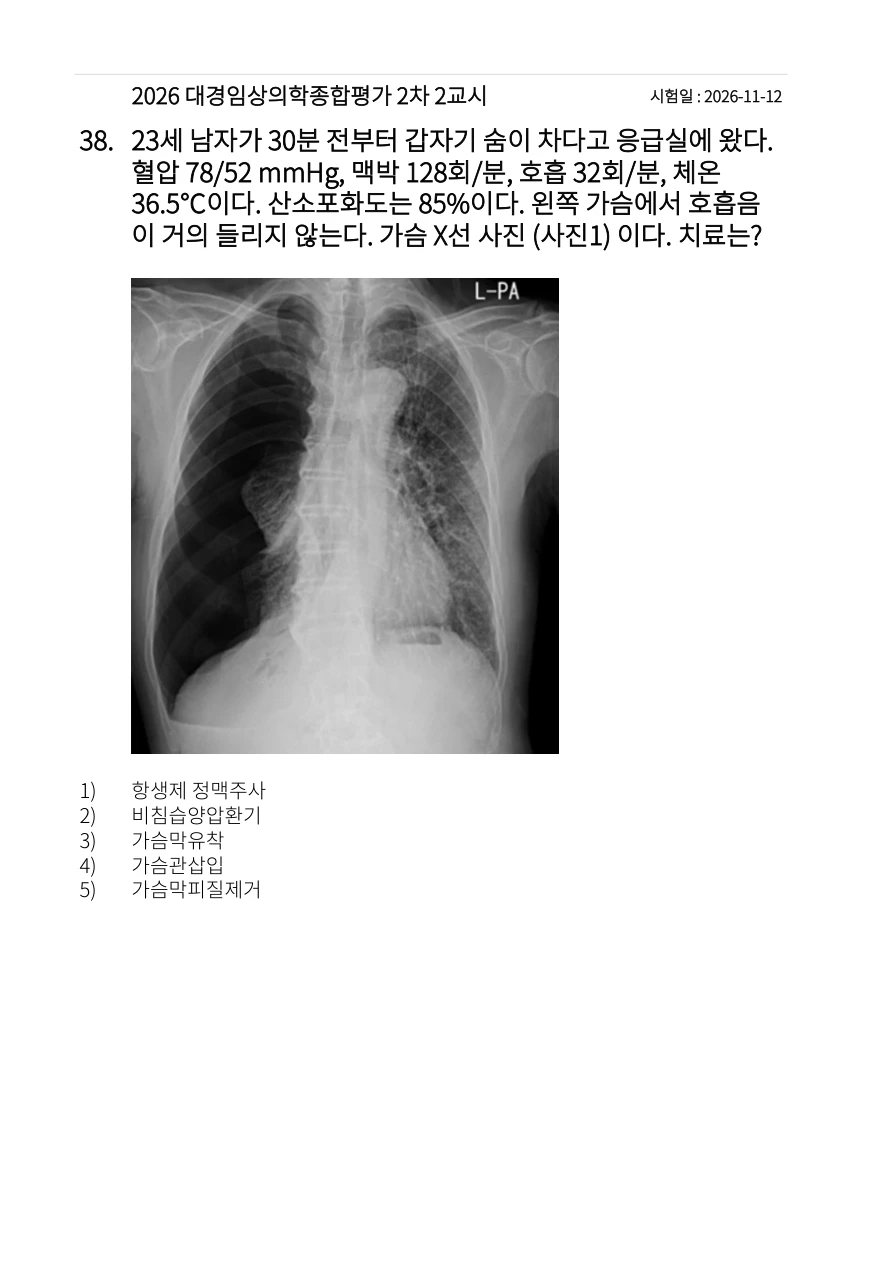 2026 대경임상의학종합평가 2차 2교시
시험일 : 2026-11-12
38. 23세 남자가 30분 전부터 갑자기 숨이 차다고 응급실에 왔다.
혈압 78/52 mmHg, 맥박 128회/분, 호흡 32회/분, 체온
36.5℃이다. 산소포화도는 85%이다. 왼쪽 가슴에서 호흡음
이 거의 들리지 않는다. 가슴 X선 사진 (사진1) 이다. 치료는?
L-PA
1) 항생제 정맥주사
2) 비침습양압환기
3) 가슴막유착
4) 가슴관삽입
5) 가슴막피질제거